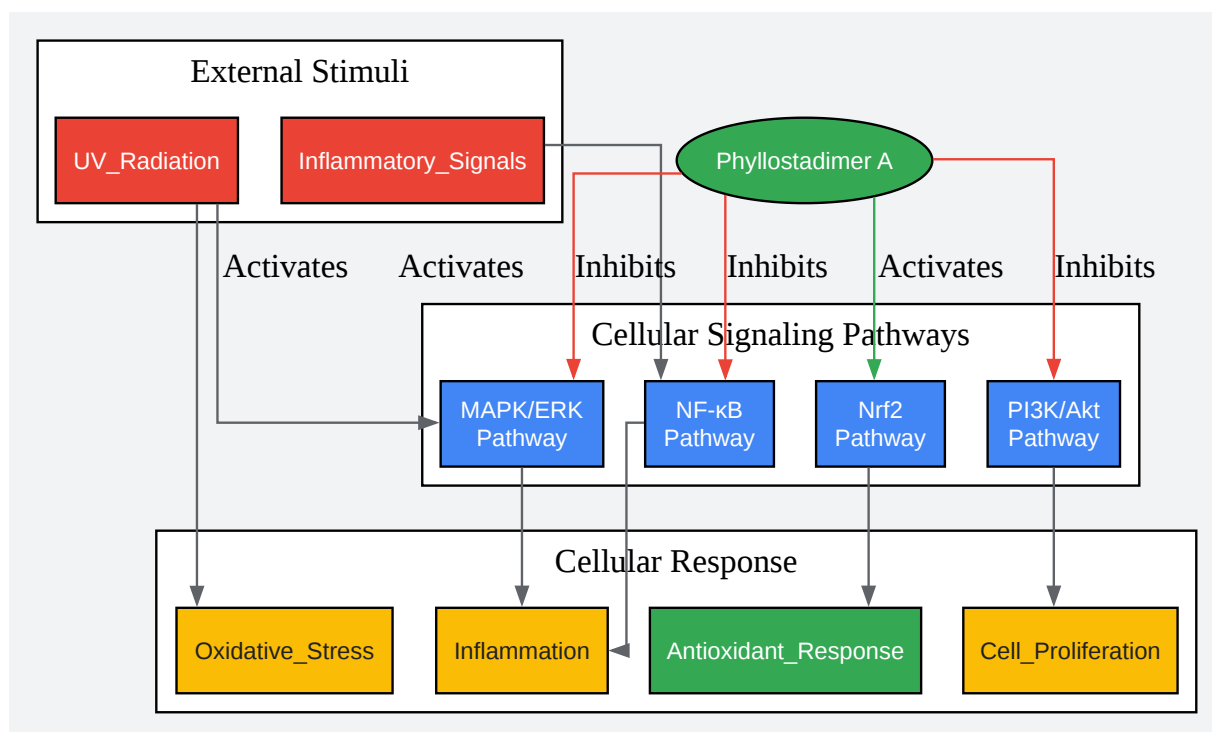 External Stimuli
UV_Radiation
Inflammatory_Signals
Phyllostadimer A
Activates
Activates
Inhibits
Inhibits
Activates
Inhibits
Cellular Signaling Pathways
MAPK/ERK
Pathway
NF-κB
Pathway
Nrf2
Pathway
PI3K/Akt
Pathway
Cellular Response
Oxidative_Stress
Inflammation
Antioxidant_Response
Cell_Proliferation